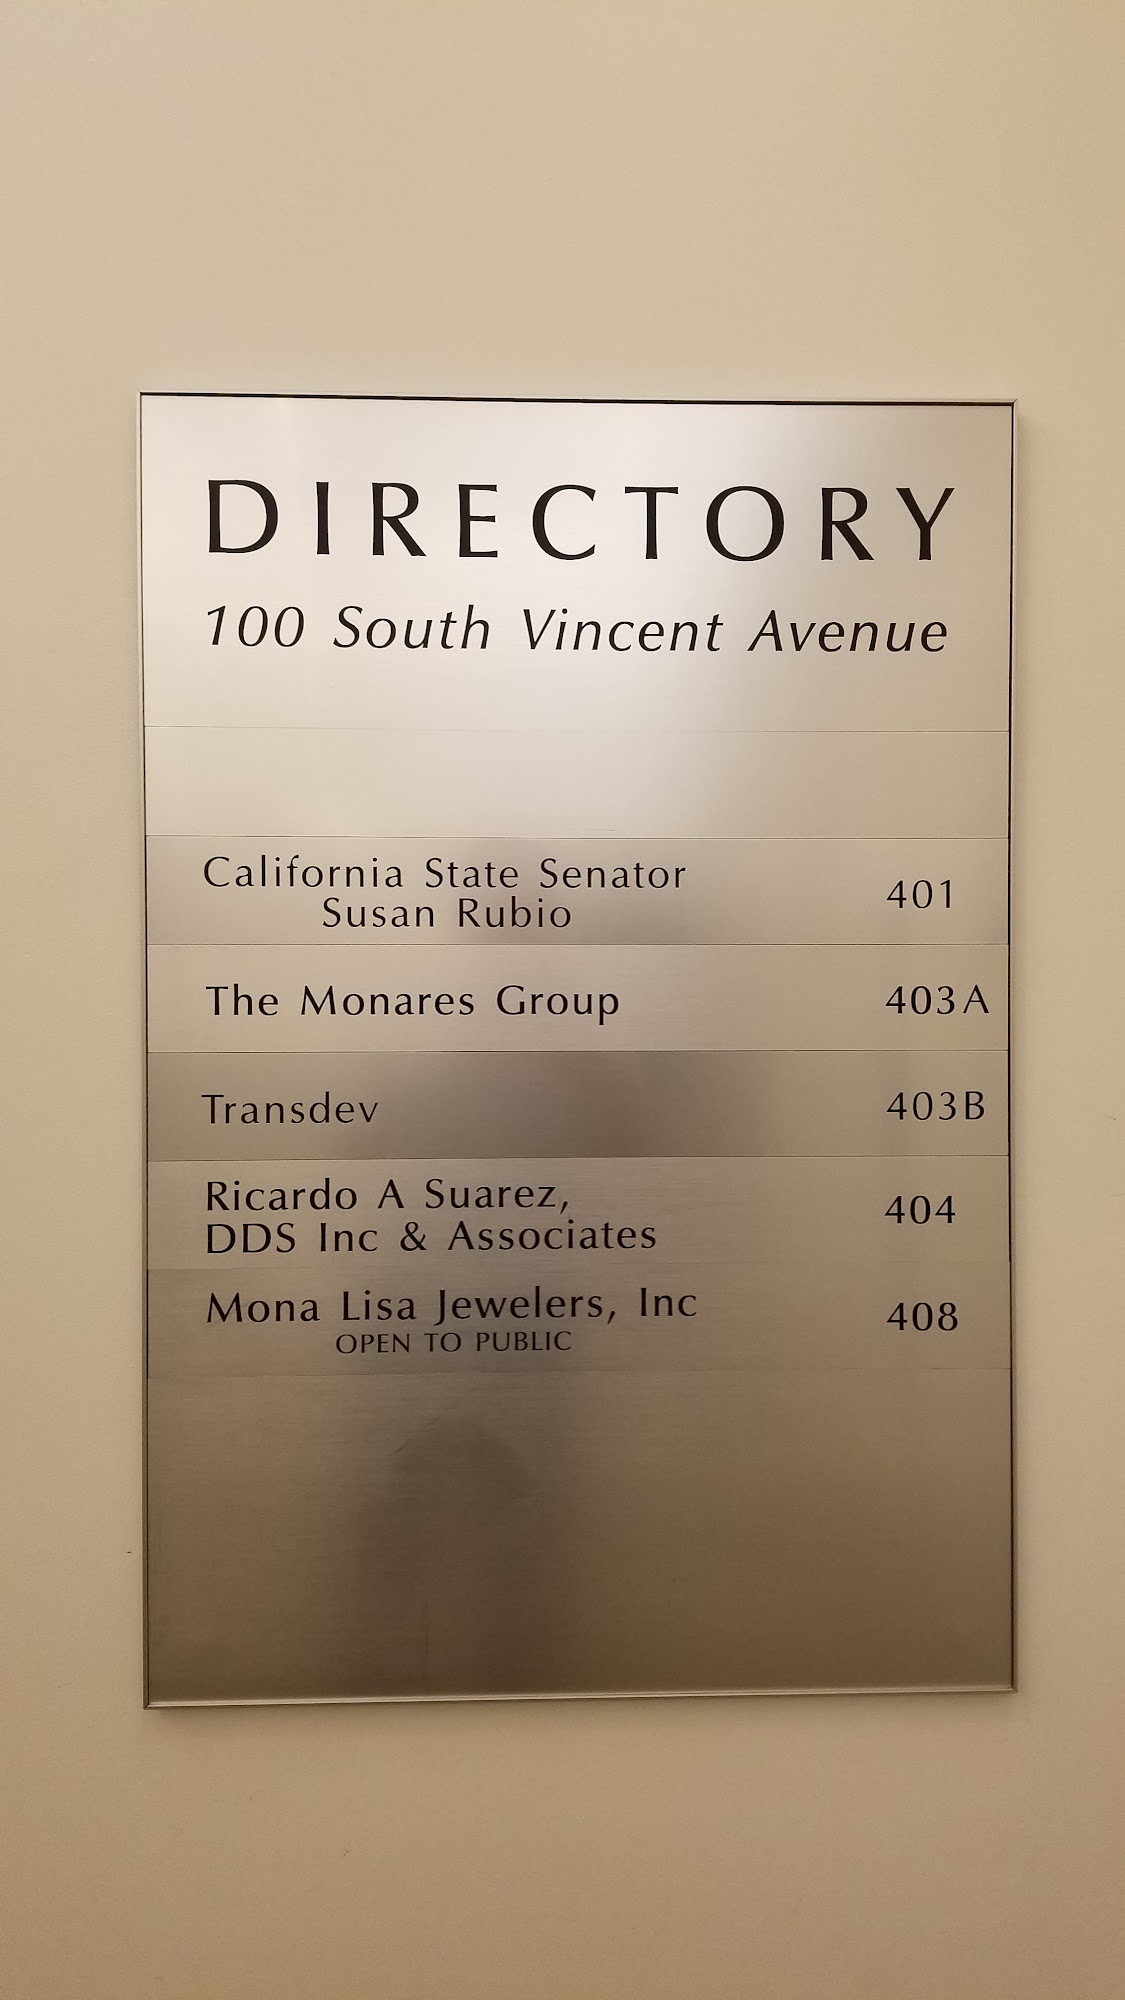 DIRECTORY
100 South Vincent Avenue
California State Senator
Susan Rubio 401
The Monares Group 403A
Transdev 403B
Ricardo A Suarez,
DDS Inc & Associates 404
Mona Lisa Jewelers, Inc 408
OPEN TO PUBLIC